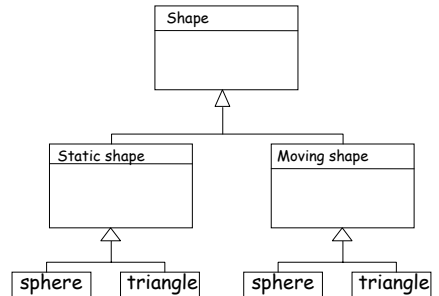 Shape
Static shape
Moving shape
sphere
triangle
sphere
triangle